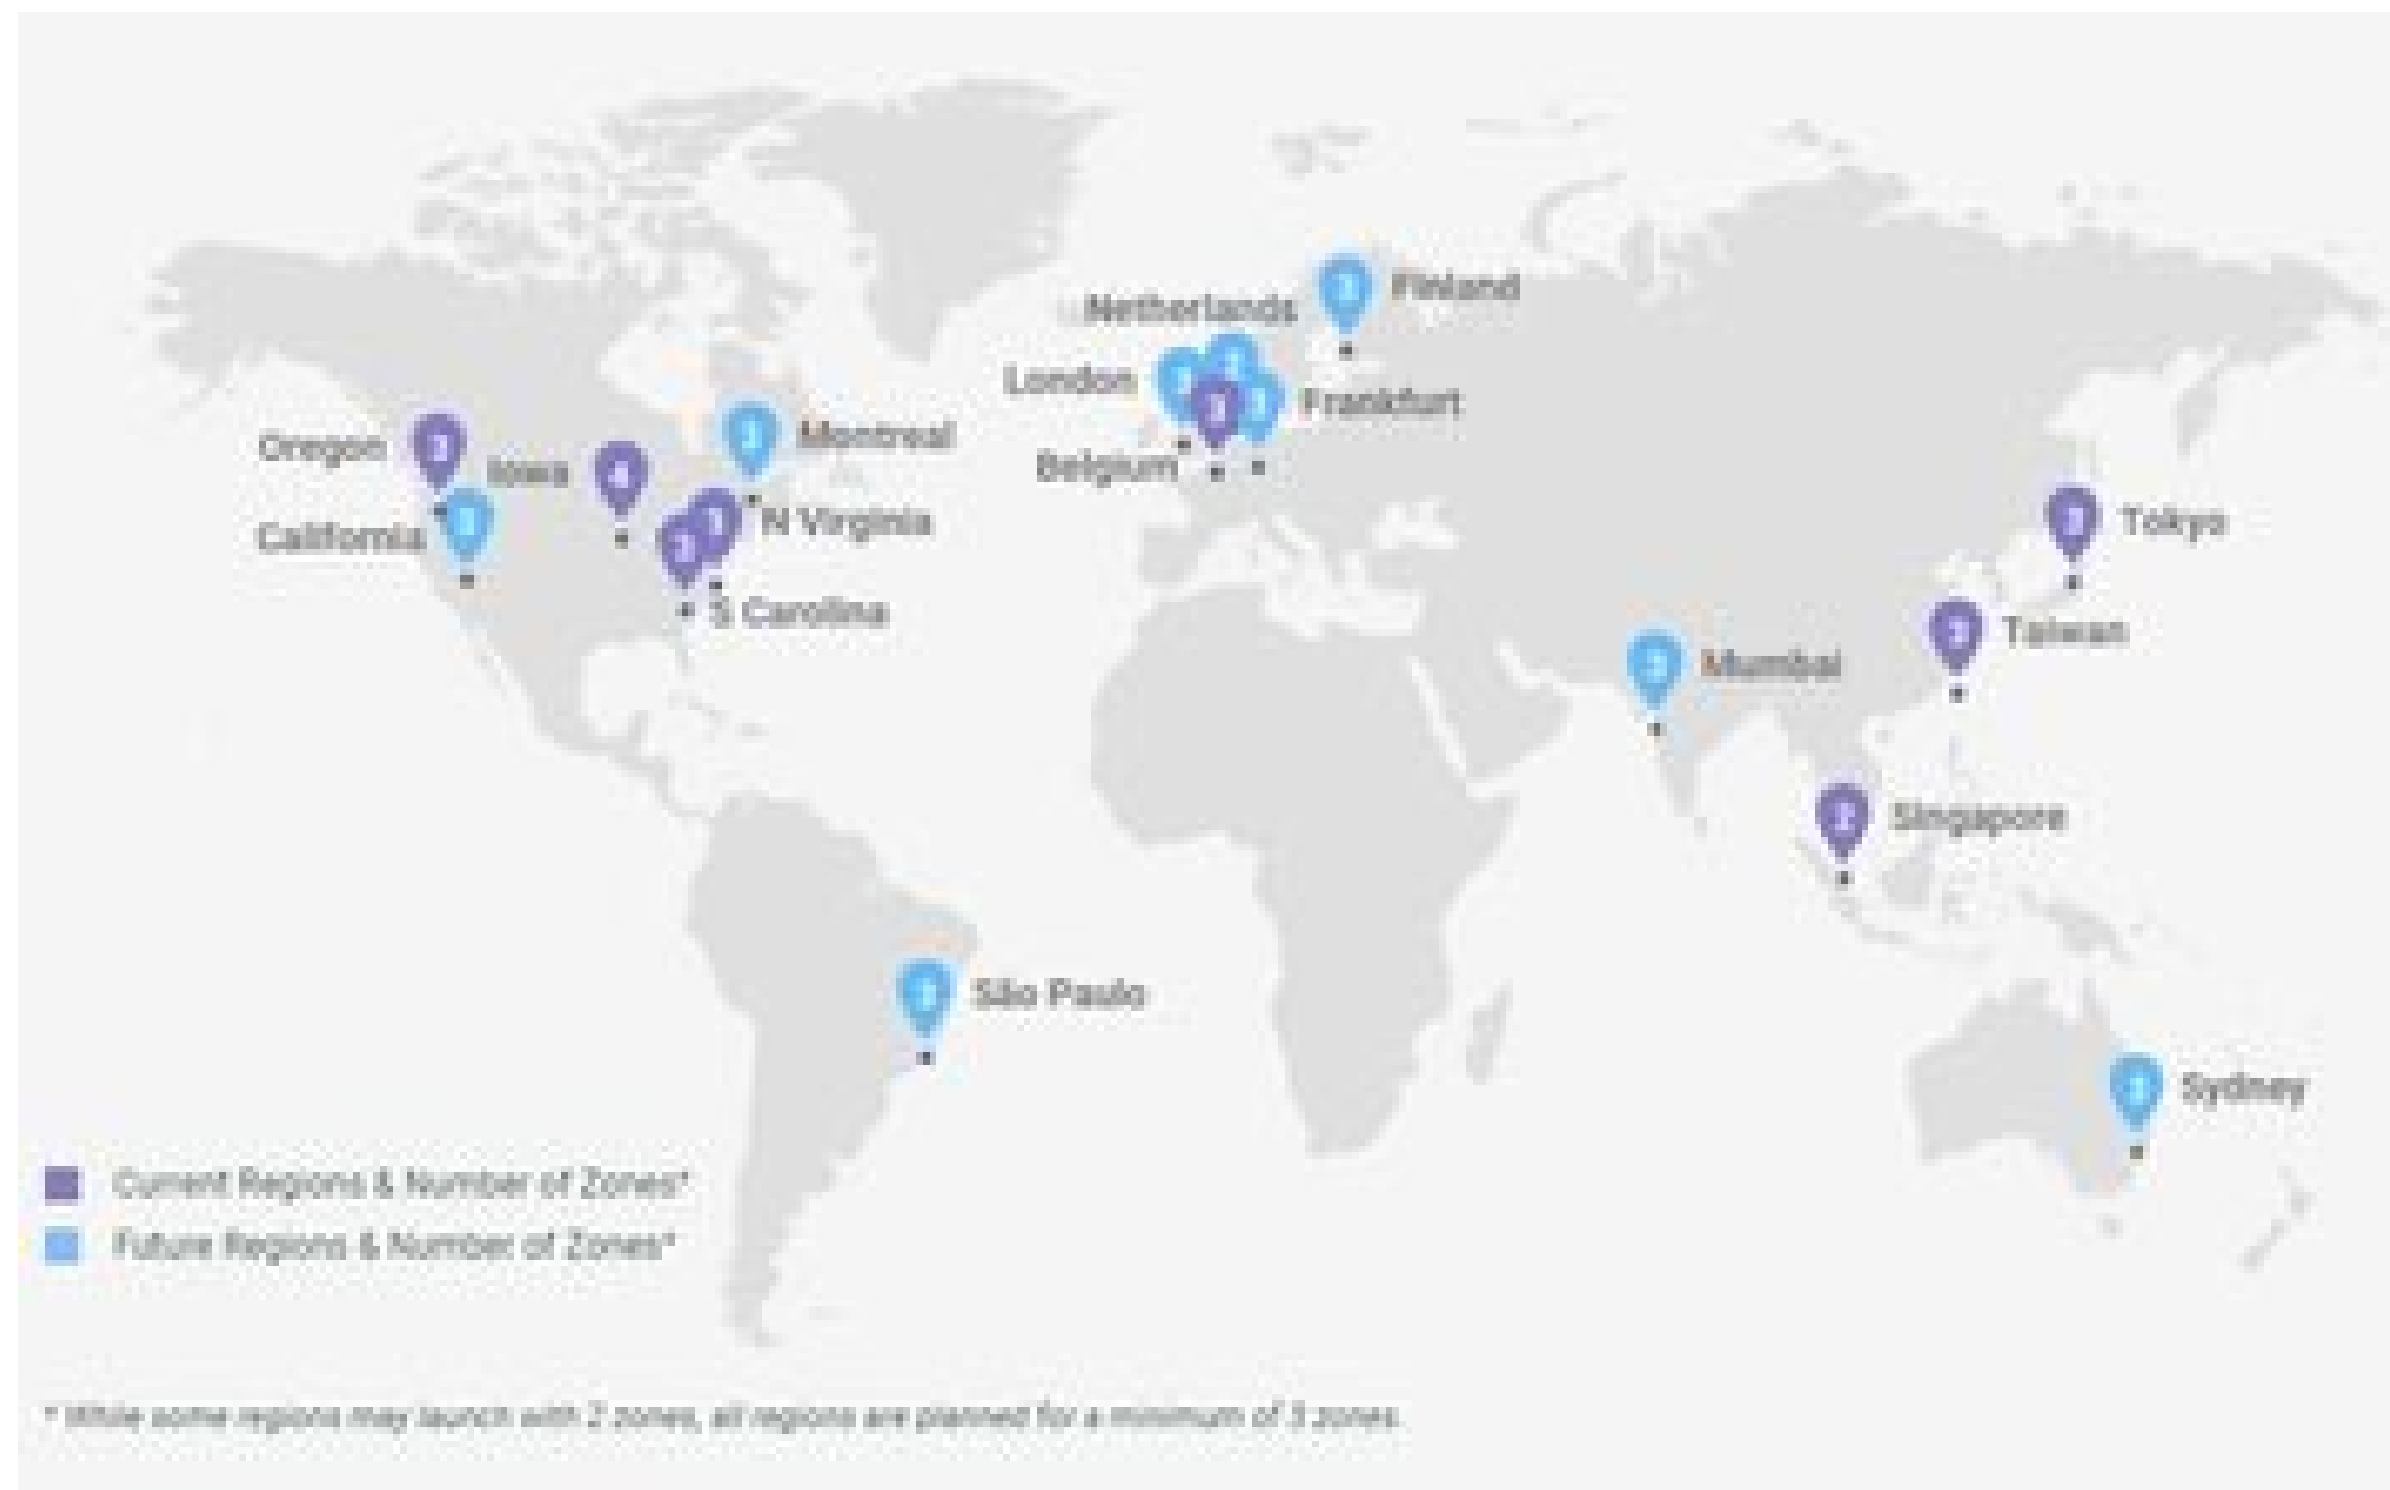 Finland
Netherlands
London
Frankfurt
Oregon
Montreal
Belgium
Iowa
4
N Virginia
California
Tokyo
S Carolina
Taiwan
Mumbai
Singapore
São Paulo
Sydney
Current Regions & Number of Zones*
Future Regions & Number of Zones*
* While some regions may launch with 2 zones, all regions are planned for a minimum of 3 zones.